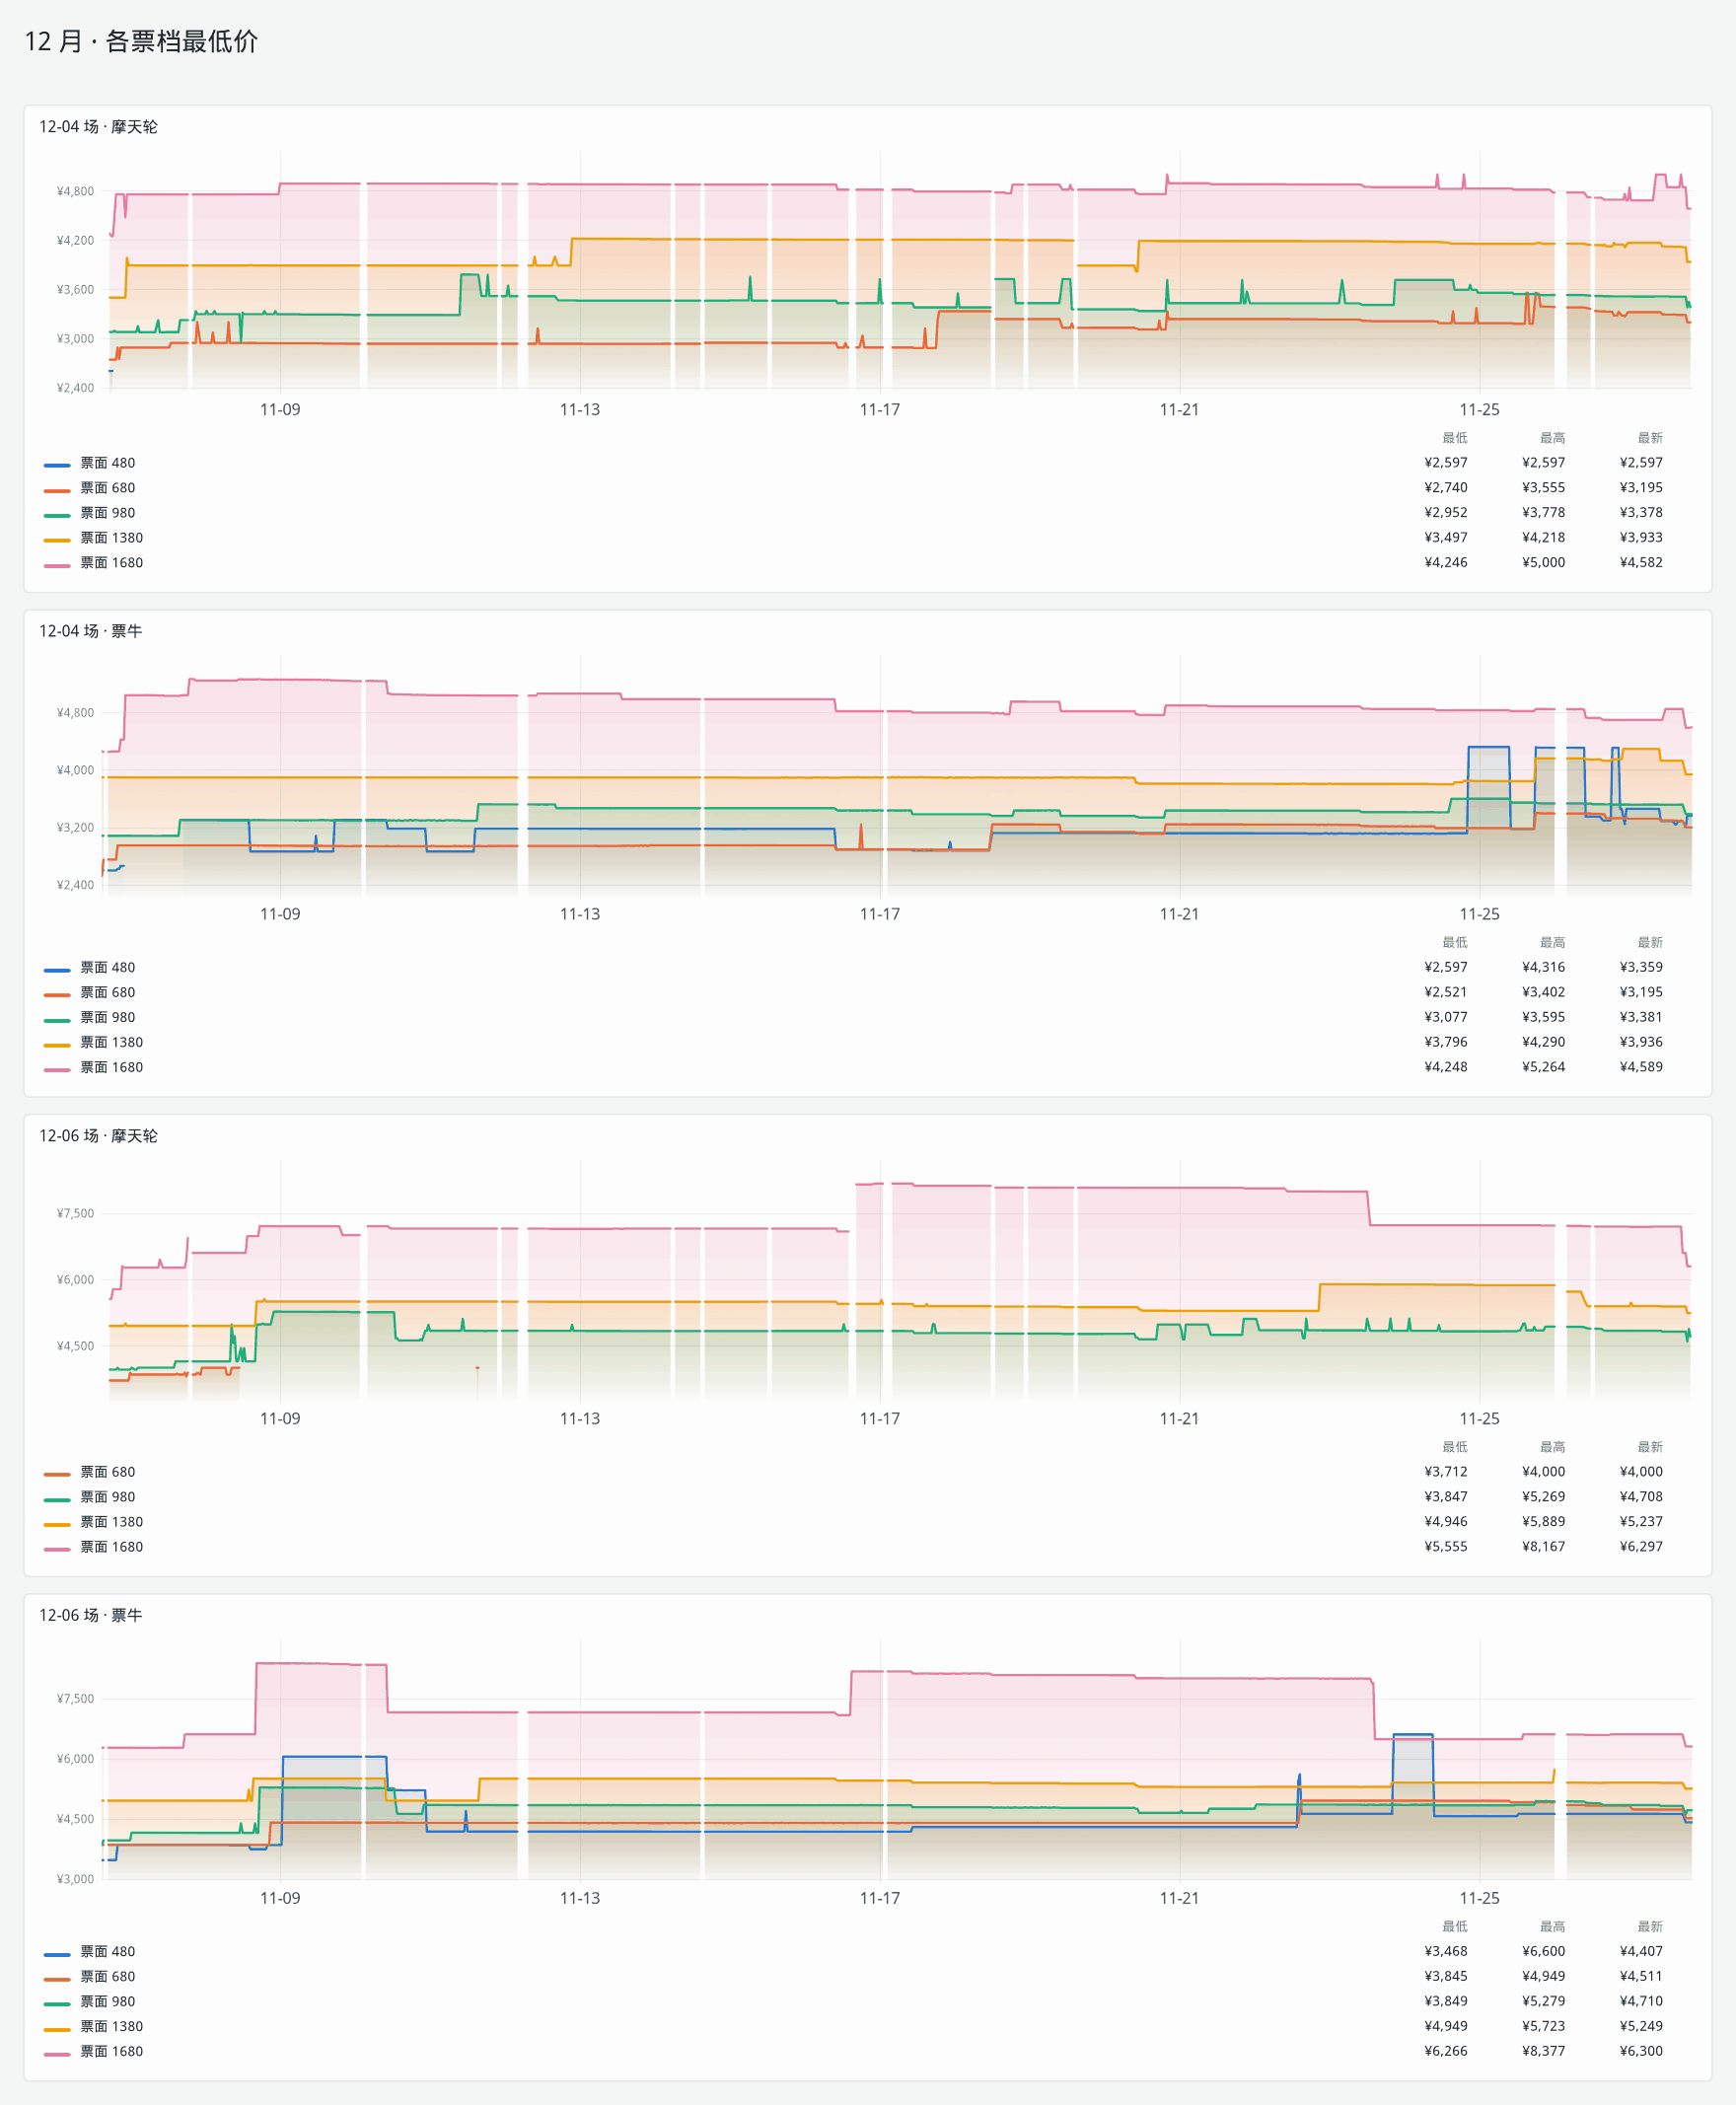 12 月 · 各票档最低价
12-04 场 · 摩天轮
¥4,800
¥4,200
¥3,600
¥3,000
¥2,400
11-09 11-13 11-17 11-21 11-25
最低 最高 最新
票面 480 ¥2,597 ¥2,597 ¥2,597
票面 680 ¥2,740 ¥3,555 ¥3,195
票面 980 ¥2,952 ¥3,778 ¥3,378
票面 1380 ¥3,497 ¥4,218 ¥3,933
票面 1680 ¥4,246 ¥5,000 ¥4,582
12-04 场 · 票牛
¥4,800
¥4,000
¥3,200
¥2,400
11-09 11-13 11-17 11-21 11-25
最低 最高 最新
票面 480 ¥2,597 ¥4,316 ¥3,359
票面 680 ¥2,521 ¥3,402 ¥3,195
票面 980 ¥3,077 ¥3,595 ¥3,381
票面 1380 ¥3,796 ¥4,290 ¥3,936
票面 1680 ¥4,248 ¥5,264 ¥4,589
12-06 场 · 摩天轮
¥7,500
¥6,000
¥4,500
11-09 11-13 11-17 11-21 11-25
最低 最高 最新
票面 680 ¥3,712 ¥4,000 ¥4,000
票面 980 ¥3,847 ¥5,269 ¥4,708
票面 1380 ¥4,946 ¥5,889 ¥5,237
票面 1680 ¥5,555 ¥8,167 ¥6,297
12-06 场 · 票牛
¥7,500
¥6,000
¥4,500
¥3,000
11-09 11-13 11-17 11-21 11-25
最低 最高 最新
票面 480 ¥3,468 ¥6,600 ¥4,407
票面 680 ¥3,845 ¥4,949 ¥4,511
票面 980 ¥3,849 ¥5,279 ¥4,710
票面 1380 ¥4,949 ¥5,723 ¥5,249
票面 1680 ¥6,266 ¥8,377 ¥6,300